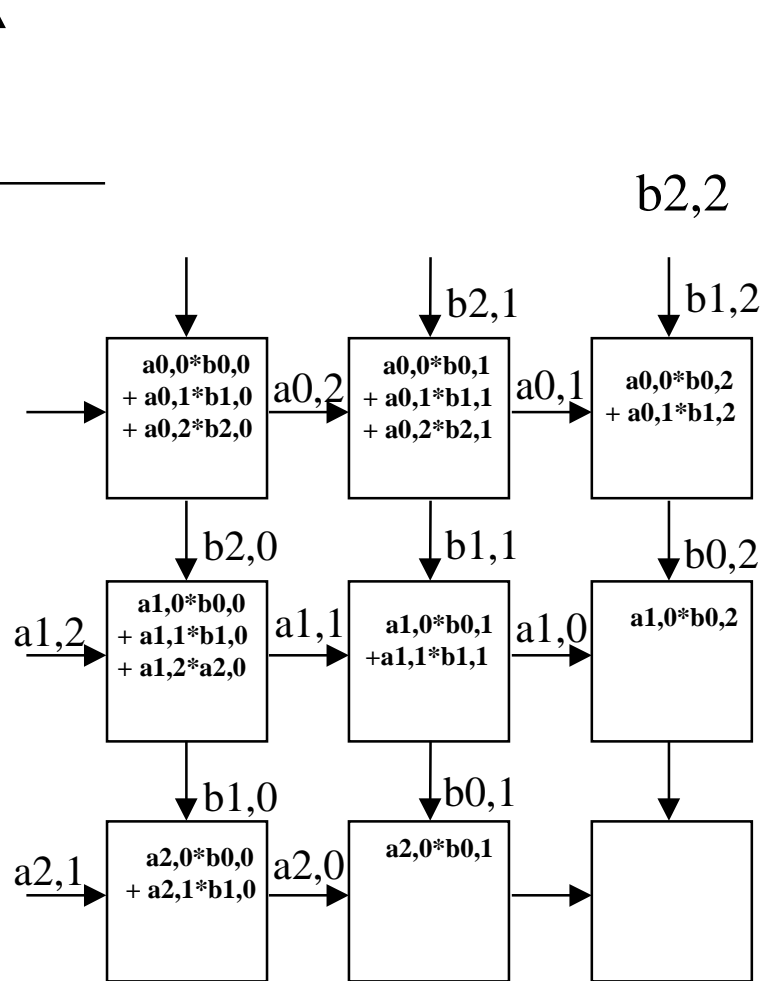 b2,2
b2,1
b1,2
a0,0*b0,0
+ a0,1*b1,0
+ a0,2*b2,0
a0,2
a0,0*b0,1
+ a0,1*b1,1
+ a0,2*b2,1
a0,1
a0,0*b0,2
+ a0,1*b1,2
b2,0
b1,1
b0,2
a1,2
a1,0*b0,0
+ a1,1*b1,0
+ a1,2*a2,0
a1,1
a1,0*b0,1
+a1,1*b1,1
a1,0
a1,0*b0,2
b1,0
b0,1
a2,1
a2,0*b0,0
+ a2,1*b1,0
a2,0
a2,0*b0,1